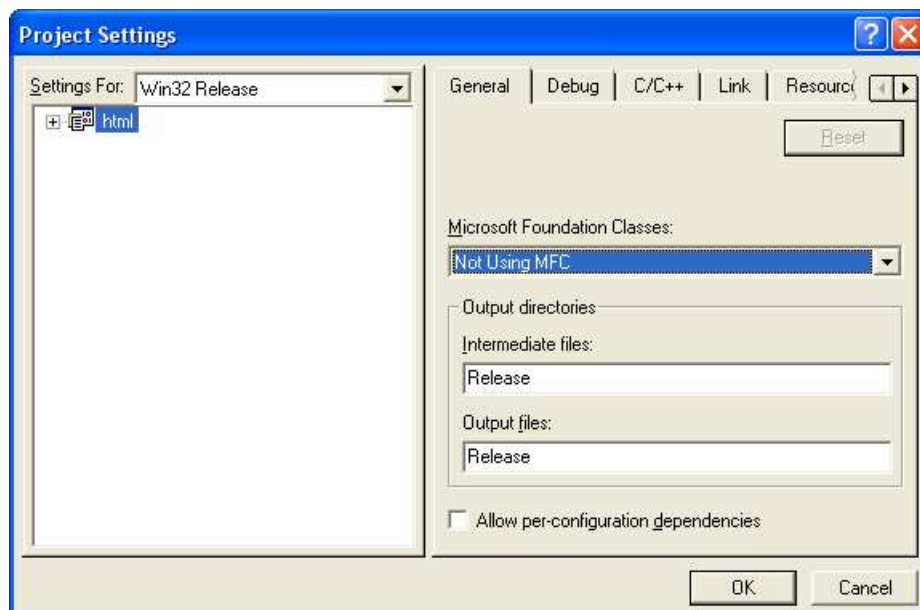 Project Settings
Settings For: Win32 Release
html
General Debug C/C++ Link
Reset
Microsoft Foundation Classes:
Not Using MFC
Output directories
Intermediate files:
Release
Output files:
Release
Allow per-configuration dependencies
OK Cancel